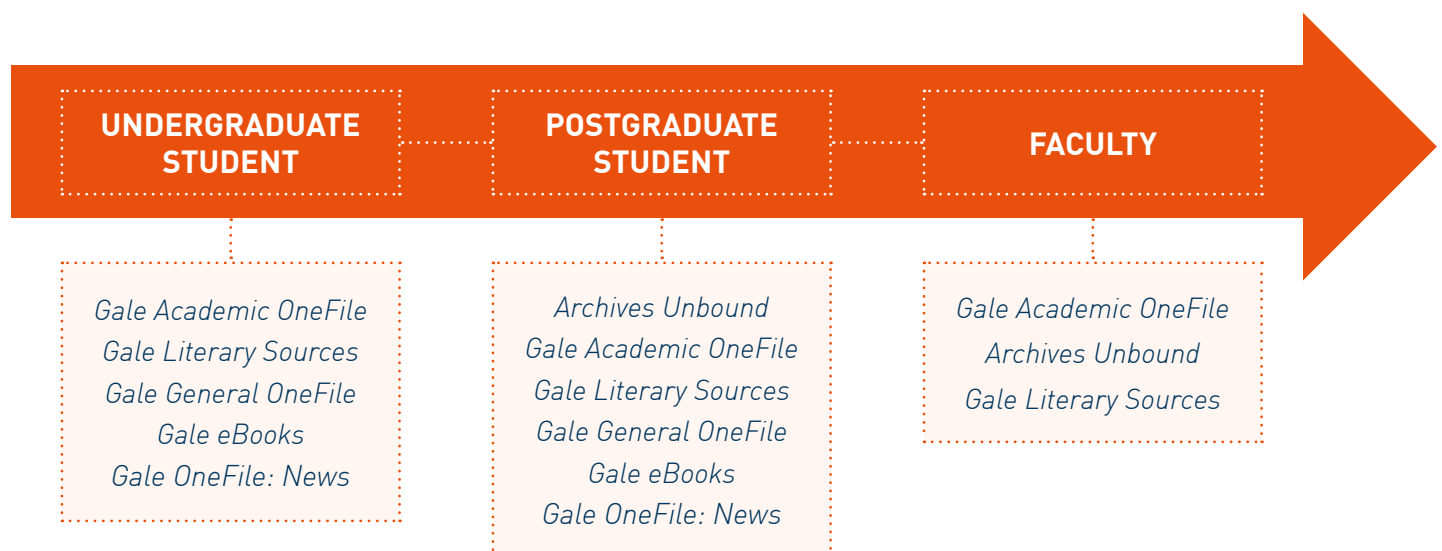 UNDERGRADUATE
STUDENT
POSTGRADUATE
STUDENT
FACULTY
Gale Academic OneFile
Gale Literary Sources
Gale General OneFile
Gale eBooks
Gale OneFile: News
Archives Unbound
Gale Academic OneFile
Gale Literary Sources
Gale General OneFile
Gale eBooks
Gale OneFile: News
Gale Academic OneFile
Archives Unbound
Gale Literary Sources